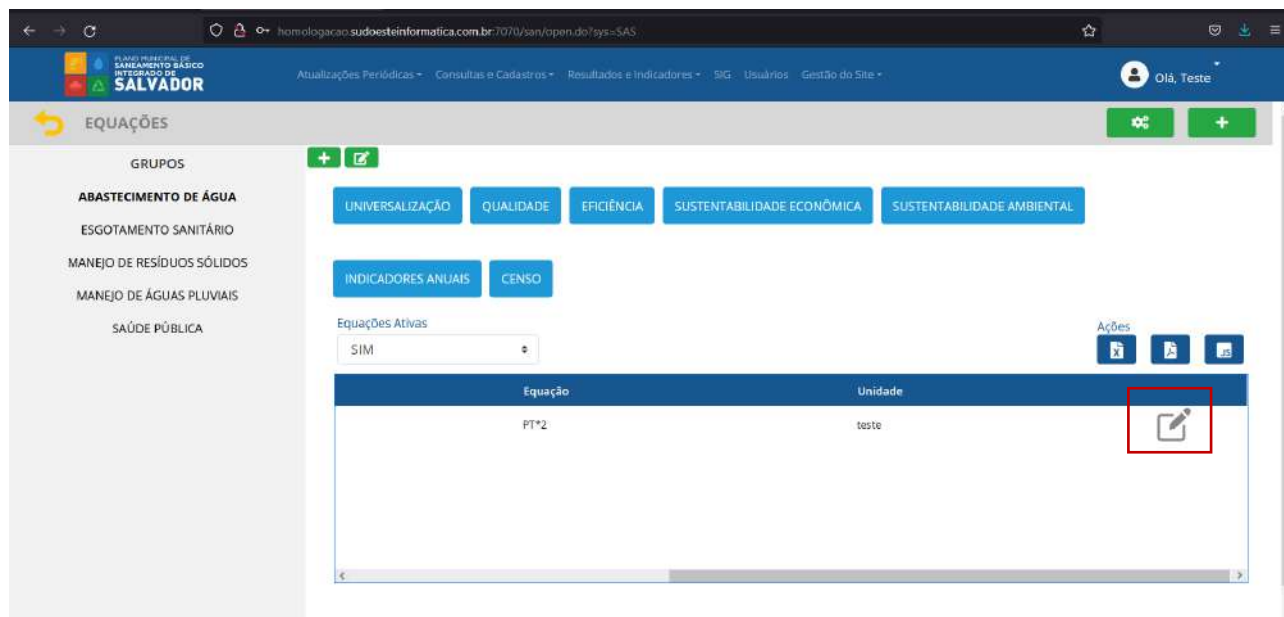 homologacao.sudoesteinformatica.com.br:7070/san/open.do?sys=SAS
PLANO MUNICIPAL DE
SANEAMENTO BÁSICO
INTEGRADO DE
SALVADOR
Atualizações Periódicas Consultas e Cadastros Resultados e Indicadores SIG Usuários Gestão do Site
Olá, Teste
EQUAÇÕES
GRUPOS
ABASTECIMENTO DE ÁGUA
ESGOTAMENTO SANITÁRIO
MANEJO DE RESÍDUOS SÓLIDOS
MANEJO DE ÁGUAS PLUVIAIS
SAÚDE PÚBLICA
UNIVERSALIZAÇÃO QUALIDADE EFICIÊNCIA SUSTENTABILIDADE ECONÔMICA SUSTENTABILIDADE AMBIENTAL
INDICADORES ANUAIS CENSO
Equações Ativas
SIM
Ações
JS
Equação Unidade
PT*2 teste